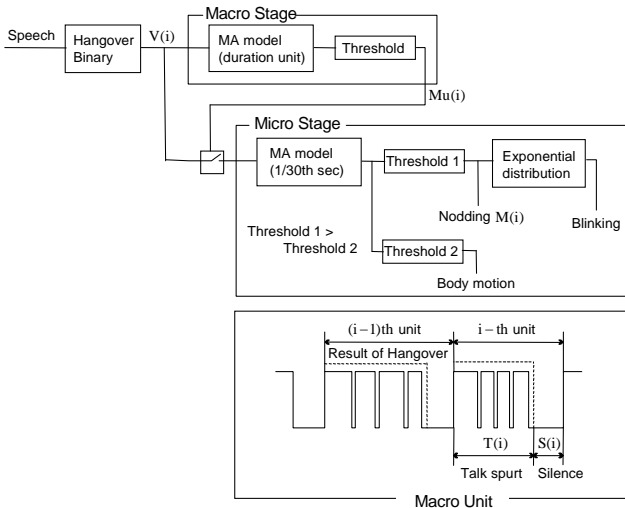 Macro Stage
Speech
Hangover
Binary
V(i)
MA model
(duration unit)
Threshold
Mu(i)
Micro Stage
MA model
(1/30th sec)
Threshold 1
Exponential
distribution
Nodding M(i)
Blinking
Threshold 1 >
Threshold 2
Threshold 2
Body motion
(i−1)th unit
i−th unit
Result of Hangover
T(i)
S(i)
Talk spurt
Silence
Macro Unit